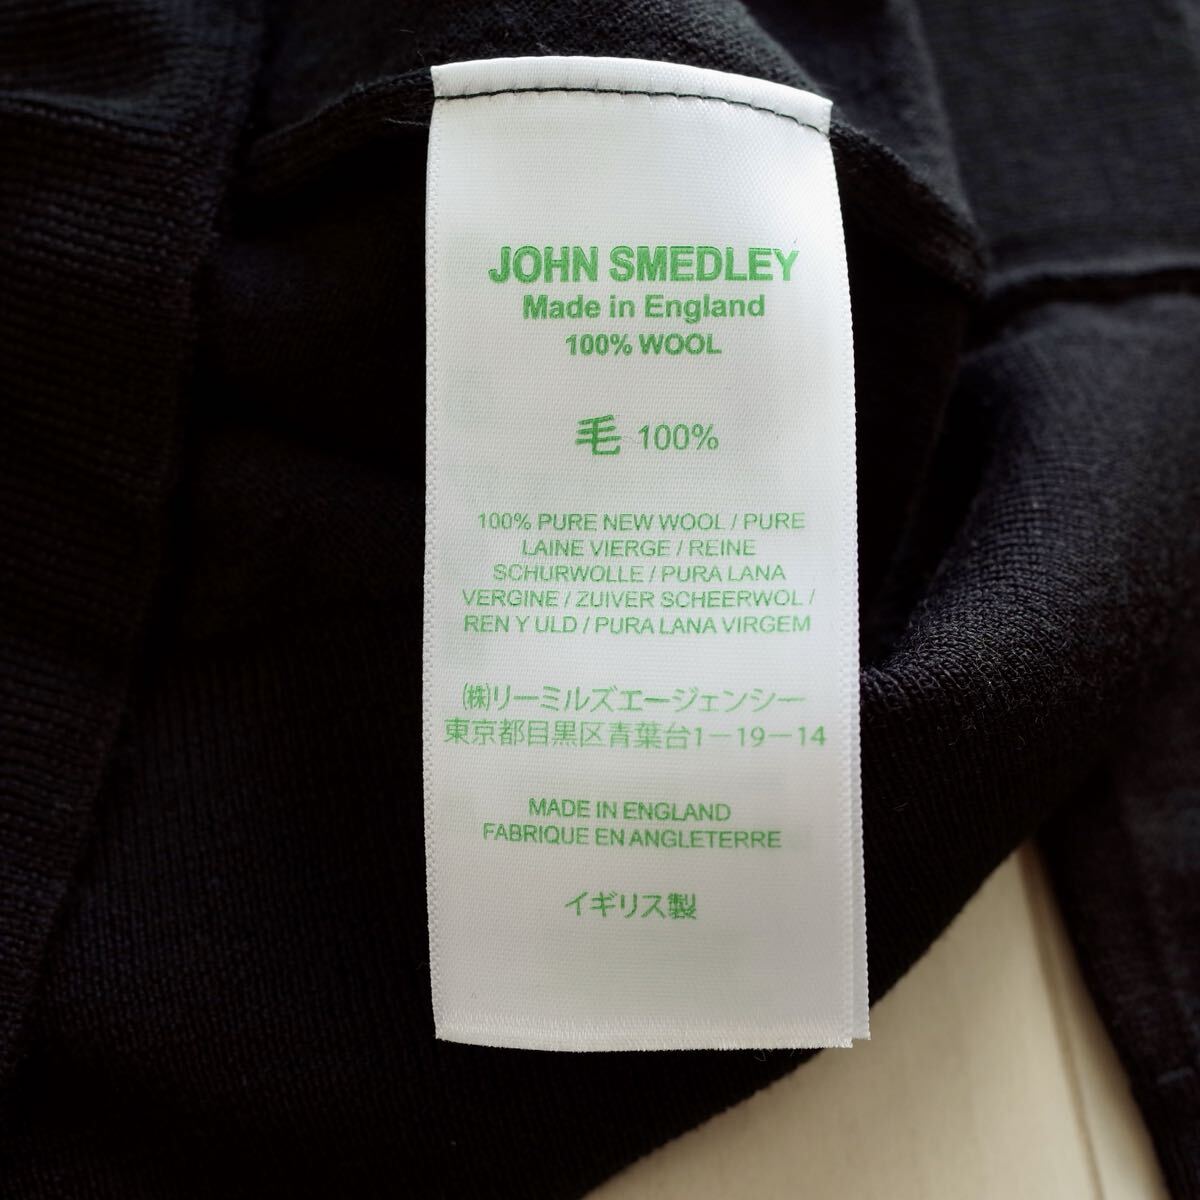 JOHN SMEDLEY
Made in England
100% WOOL
毛 100%
100% PURE NEW WOOL / PURE
LAINE VIERGE / REINE
SCHURWOLLE / PURA LANA
VERGINE / ZUIVER SCHEERWOL /
REN Y ULD / PURA LANA VIRGEM
㈱リーミルズエージェンシー
東京都目黒区青葉台1-19-14
MADE IN ENGLAND
FABRIQUE EN ANGLETERRE
イギリス製